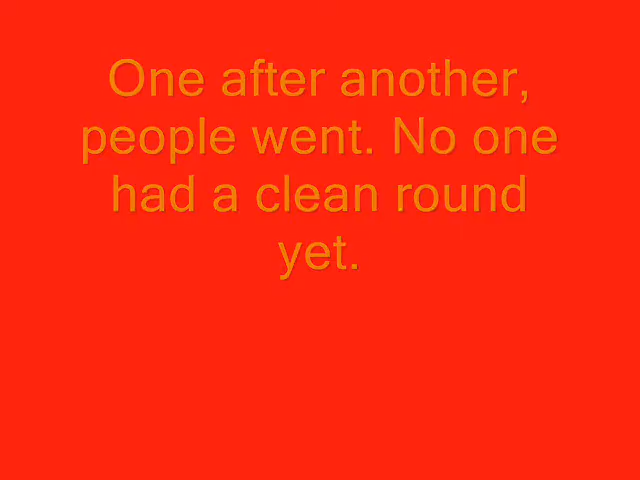 One after another,
people went. No one
had a clean round
yet.